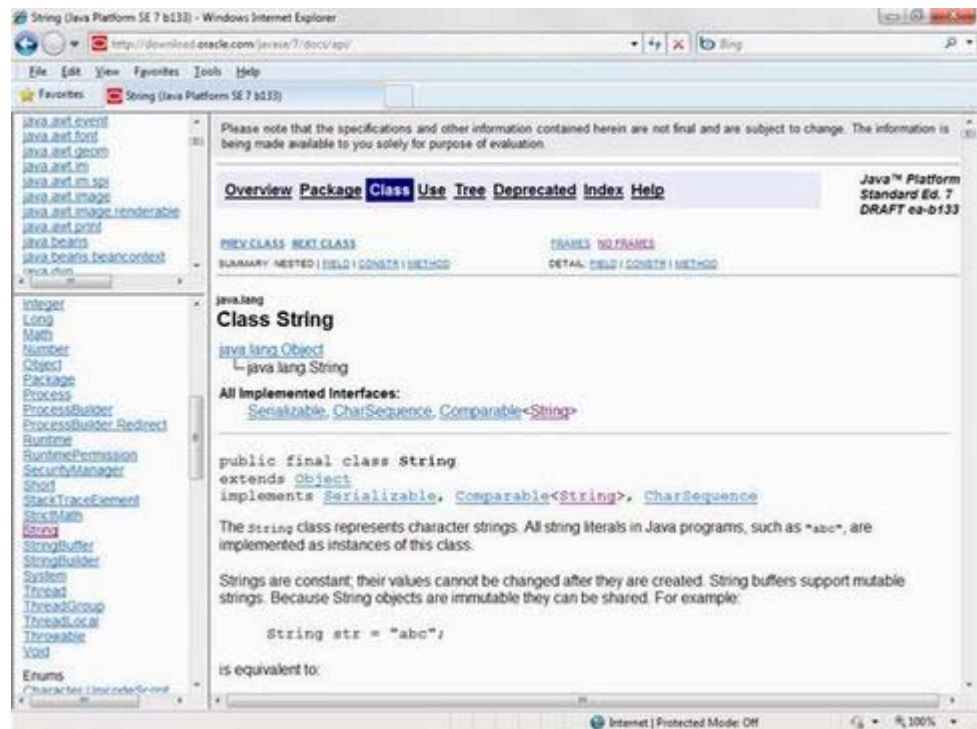 String (Java Platform SE 7 b133) - Windows Internet Explorer
http://download.oracle.com/javase/7/docs/api/
Bing
File Edit View Favorites Tools Help
Favorites String (Java Platform SE 7 b133)
java.awt.event
java.awt.font
java.awt.geom
java.awt.im
java.awt.im.spi
java.awt.image
java.awt.image.renderable
java.awt.print
java.beans
java.beans.beancontext
Integer
Long
Math
Number
Object
Package
Process
ProcessBuilder
ProcessBuilder.Redirect
Runtime
RuntimePermission
SecurityManager
Short
StackTraceElement
StrictMath
String
StringBuffer
StringBuilder
System
Thread
ThreadGroup
ThreadLocal
Throwable
Void
Enums
Character.UnicodeScript
Please note that the specifications and other information contained herein are not final and are subject to change. The information is
being made available to you solely for purpose of evaluation.
Overview Package Class Use Tree Deprecated Index Help
Java™ Platform
Standard Ed. 7
DRAFT ea-b133
PREV CLASS NEXT CLASS FRAMES NO FRAMES
SUMMARY: NESTED | FIELD | CONSTR | METHOD DETAIL: FIELD | CONSTR | METHOD
java.lang
Class String
java.lang.Object
java.lang.String
All Implemented Interfaces:
Serializable, CharSequence, Comparable<String>
public final class String
extends Object
implements Serializable, Comparable<String>, CharSequence
The String class represents character strings. All string literals in Java programs, such as "abc", are
implemented as instances of this class.
Strings are constant; their values cannot be changed after they are created. String buffers support mutable
strings. Because String objects are immutable they can be shared. For example:
String str = "abc";
is equivalent to:
Internet | Protected Mode: Off 100%